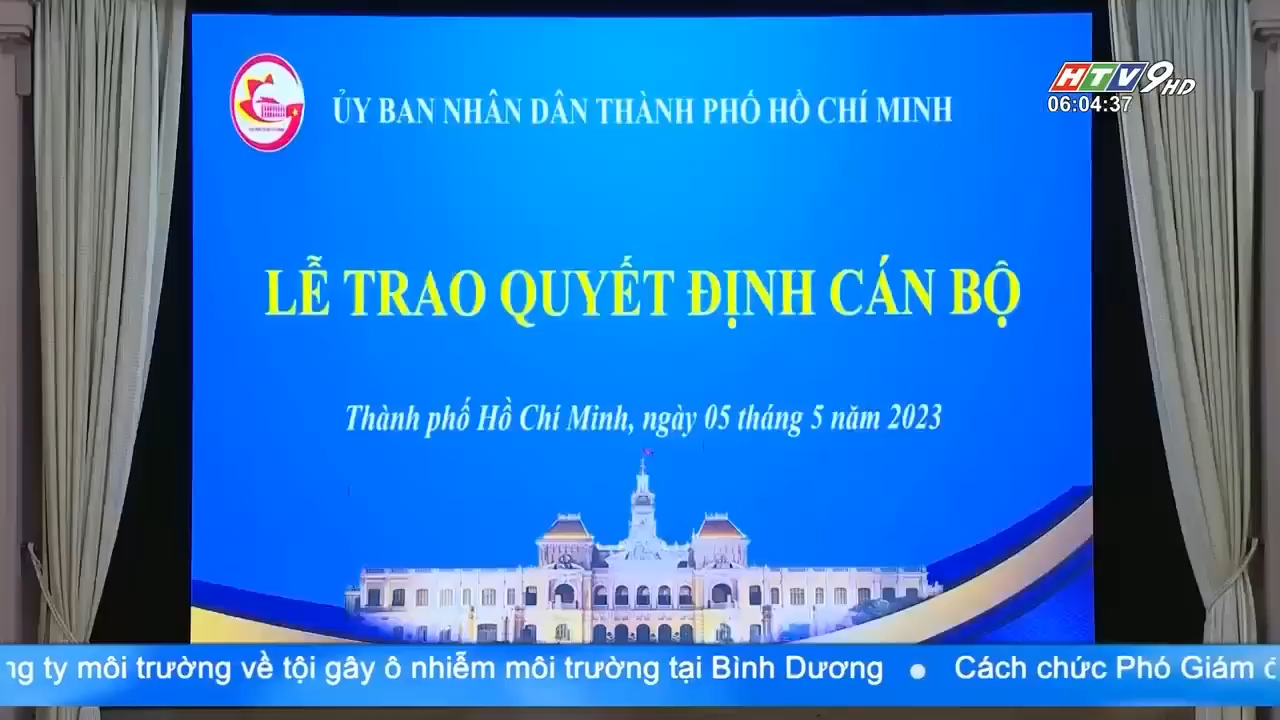 HTV9 HD
06:04:37
ỦY BAN NHÂN DÂN THÀNH PHỐ HỒ CHÍ MINH
LỄ TRAO QUYẾT ĐỊNH CÁN BỘ
Thành phố Hồ Chí Minh, ngày 05 tháng 5 năm 2023
ty môi trường về tội gây ô nhiễm môi trường tại Bình Dương • Cách chức Phó Giám